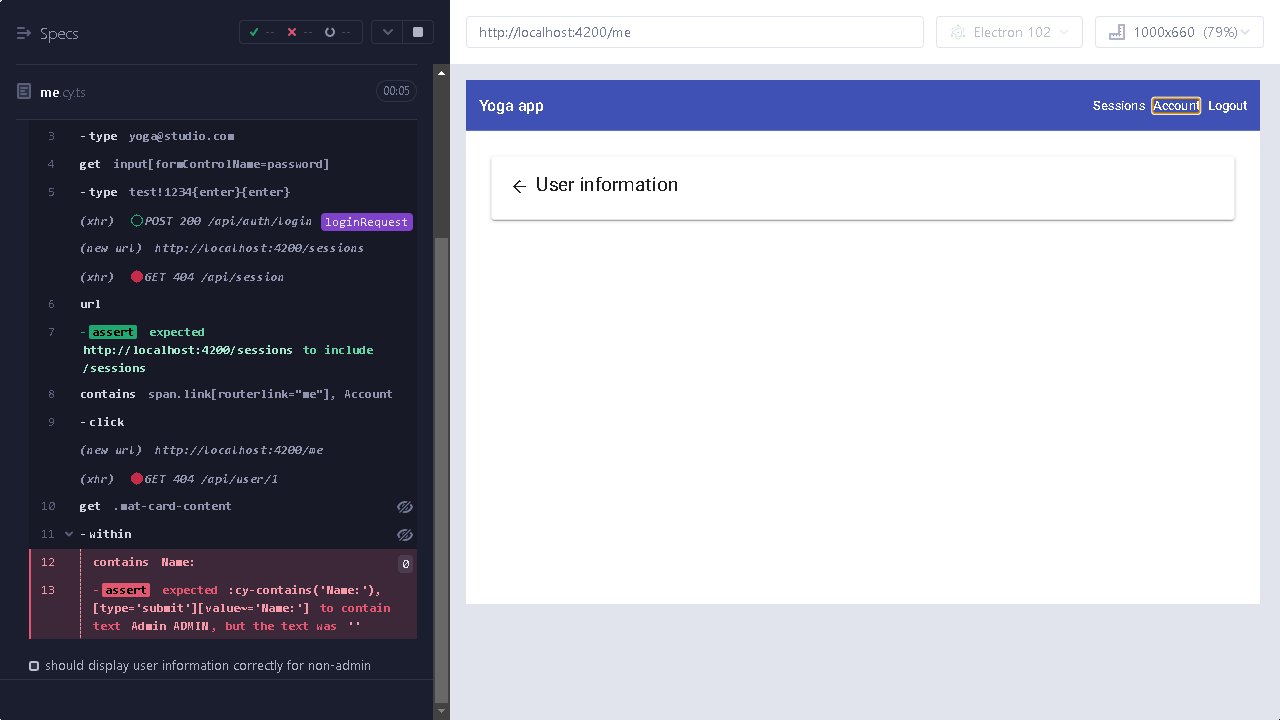 Specs
-- -- --
me.cy.ts
00:05
3 - type yoga@studio.com
4 get input[formControlName=password]
5 - type test!1234{enter}{enter}
(xhr) POST 200 /api/auth/login loginRequest
(new url) http://localhost:4200/sessions
(xhr) GET 404 /api/session
6 url
7 - assert expected
http://localhost:4200/sessions to include
/sessions
8 contains span.link[routerlink="me"], Account
9 - click
(new url) http://localhost:4200/me
(xhr) GET 404 /api/user/1
10 get .mat-card-content
11 - within
12 contains Name: 0
13 - assert expected :cy-contains('Name:'),
[type='submit'][value~='Name:'] to contain
text Admin ADMIN, but the text was ''
should display user information correctly for non-admin
http://localhost:4200/me
Electron 102
1000x660 (79%)
Yoga app
Sessions Account Logout
User information